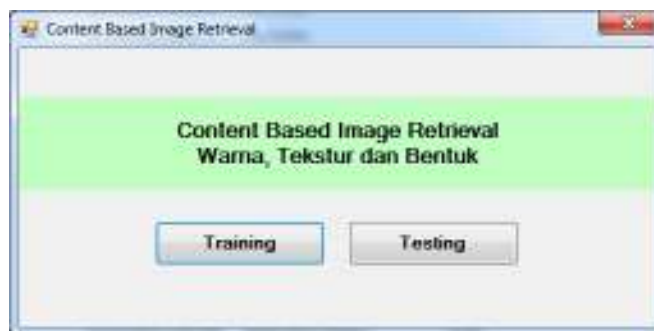 Content Based Image Retrieval
Content Based Image Retrieval
Warna, Tekstur dan Bentuk
Training
Testing